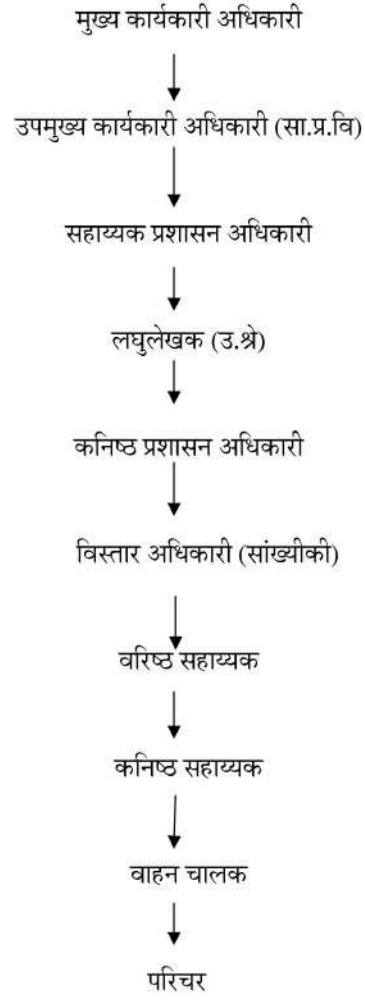 मुख्य कार्यकारी अधिकारी
उपमुख्य कार्यकारी अधिकारी (सा.प्र.वि)
सहाय्यक प्रशासन अधिकारी
लघुलेखक (उ.श्रे)
कनिष्ठ प्रशासन अधिकारी
विस्तार अधिकारी (सांख्यीकी)
वरिष्ठ सहाय्यक
कनिष्ठ सहाय्यक
वाहन चालक
परिचर